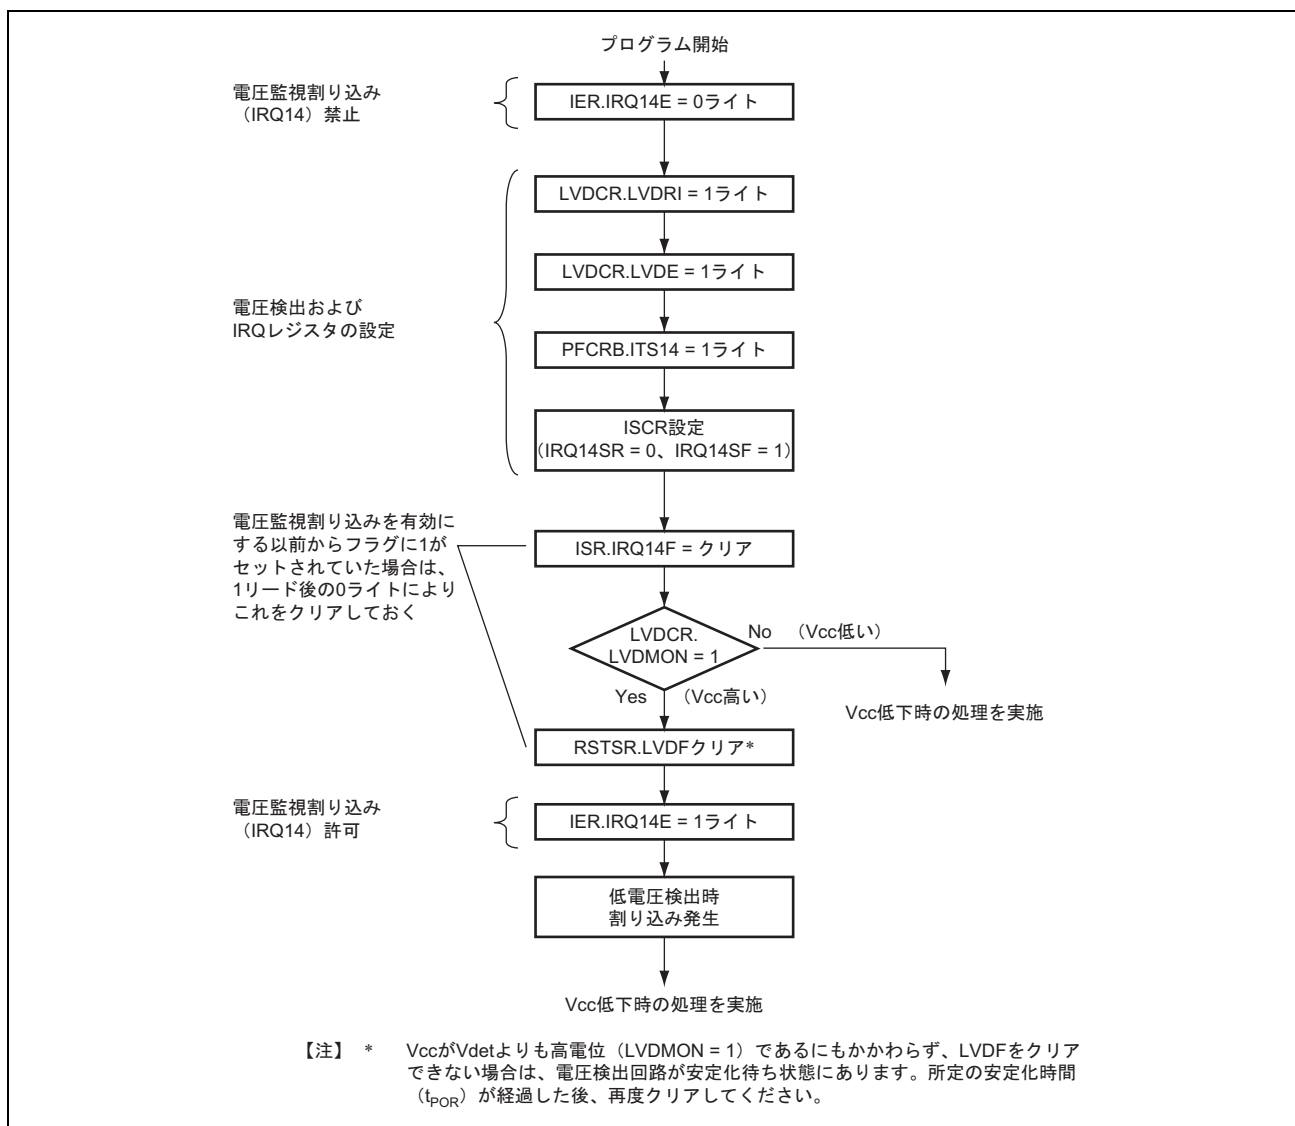 プログラム開始
電圧監視割り込み
（IRQ14）禁止
IER.IRQ14E = 0ライト
LVDCR.LVDRI = 1ライト
LVDCR.LVDE = 1ライト
電圧検出および
IRQレジスタの設定
PFCRB.ITS14 = 1ライト
ISCR設定
（IRQ14SR = 0、IRQ14SF = 1）
電圧監視割り込みを有効に
する以前からフラグに1が
セットされていた場合は、
1リード後の0ライトにより
これをクリアしておく
ISR.IRQ14F = クリア
LVDCR.
LVDMON = 1
No （Vcc低い）
Yes （Vcc高い）
Vcc低下時の処理を実施
RSTSR.LVDFクリア*
電圧監視割り込み
（IRQ14）許可
IER.IRQ14E = 1ライト
低電圧検出時
割り込み発生
Vcc低下時の処理を実施
【注】 * VccがVdetよりも高電位（LVDMON = 1）であるにもかかわらず、LVDFをクリア
できない場合は、電圧検出回路が安定化待ち状態にあります。所定の安定化時間
（tPOR）が経過した後、再度クリアしてください。